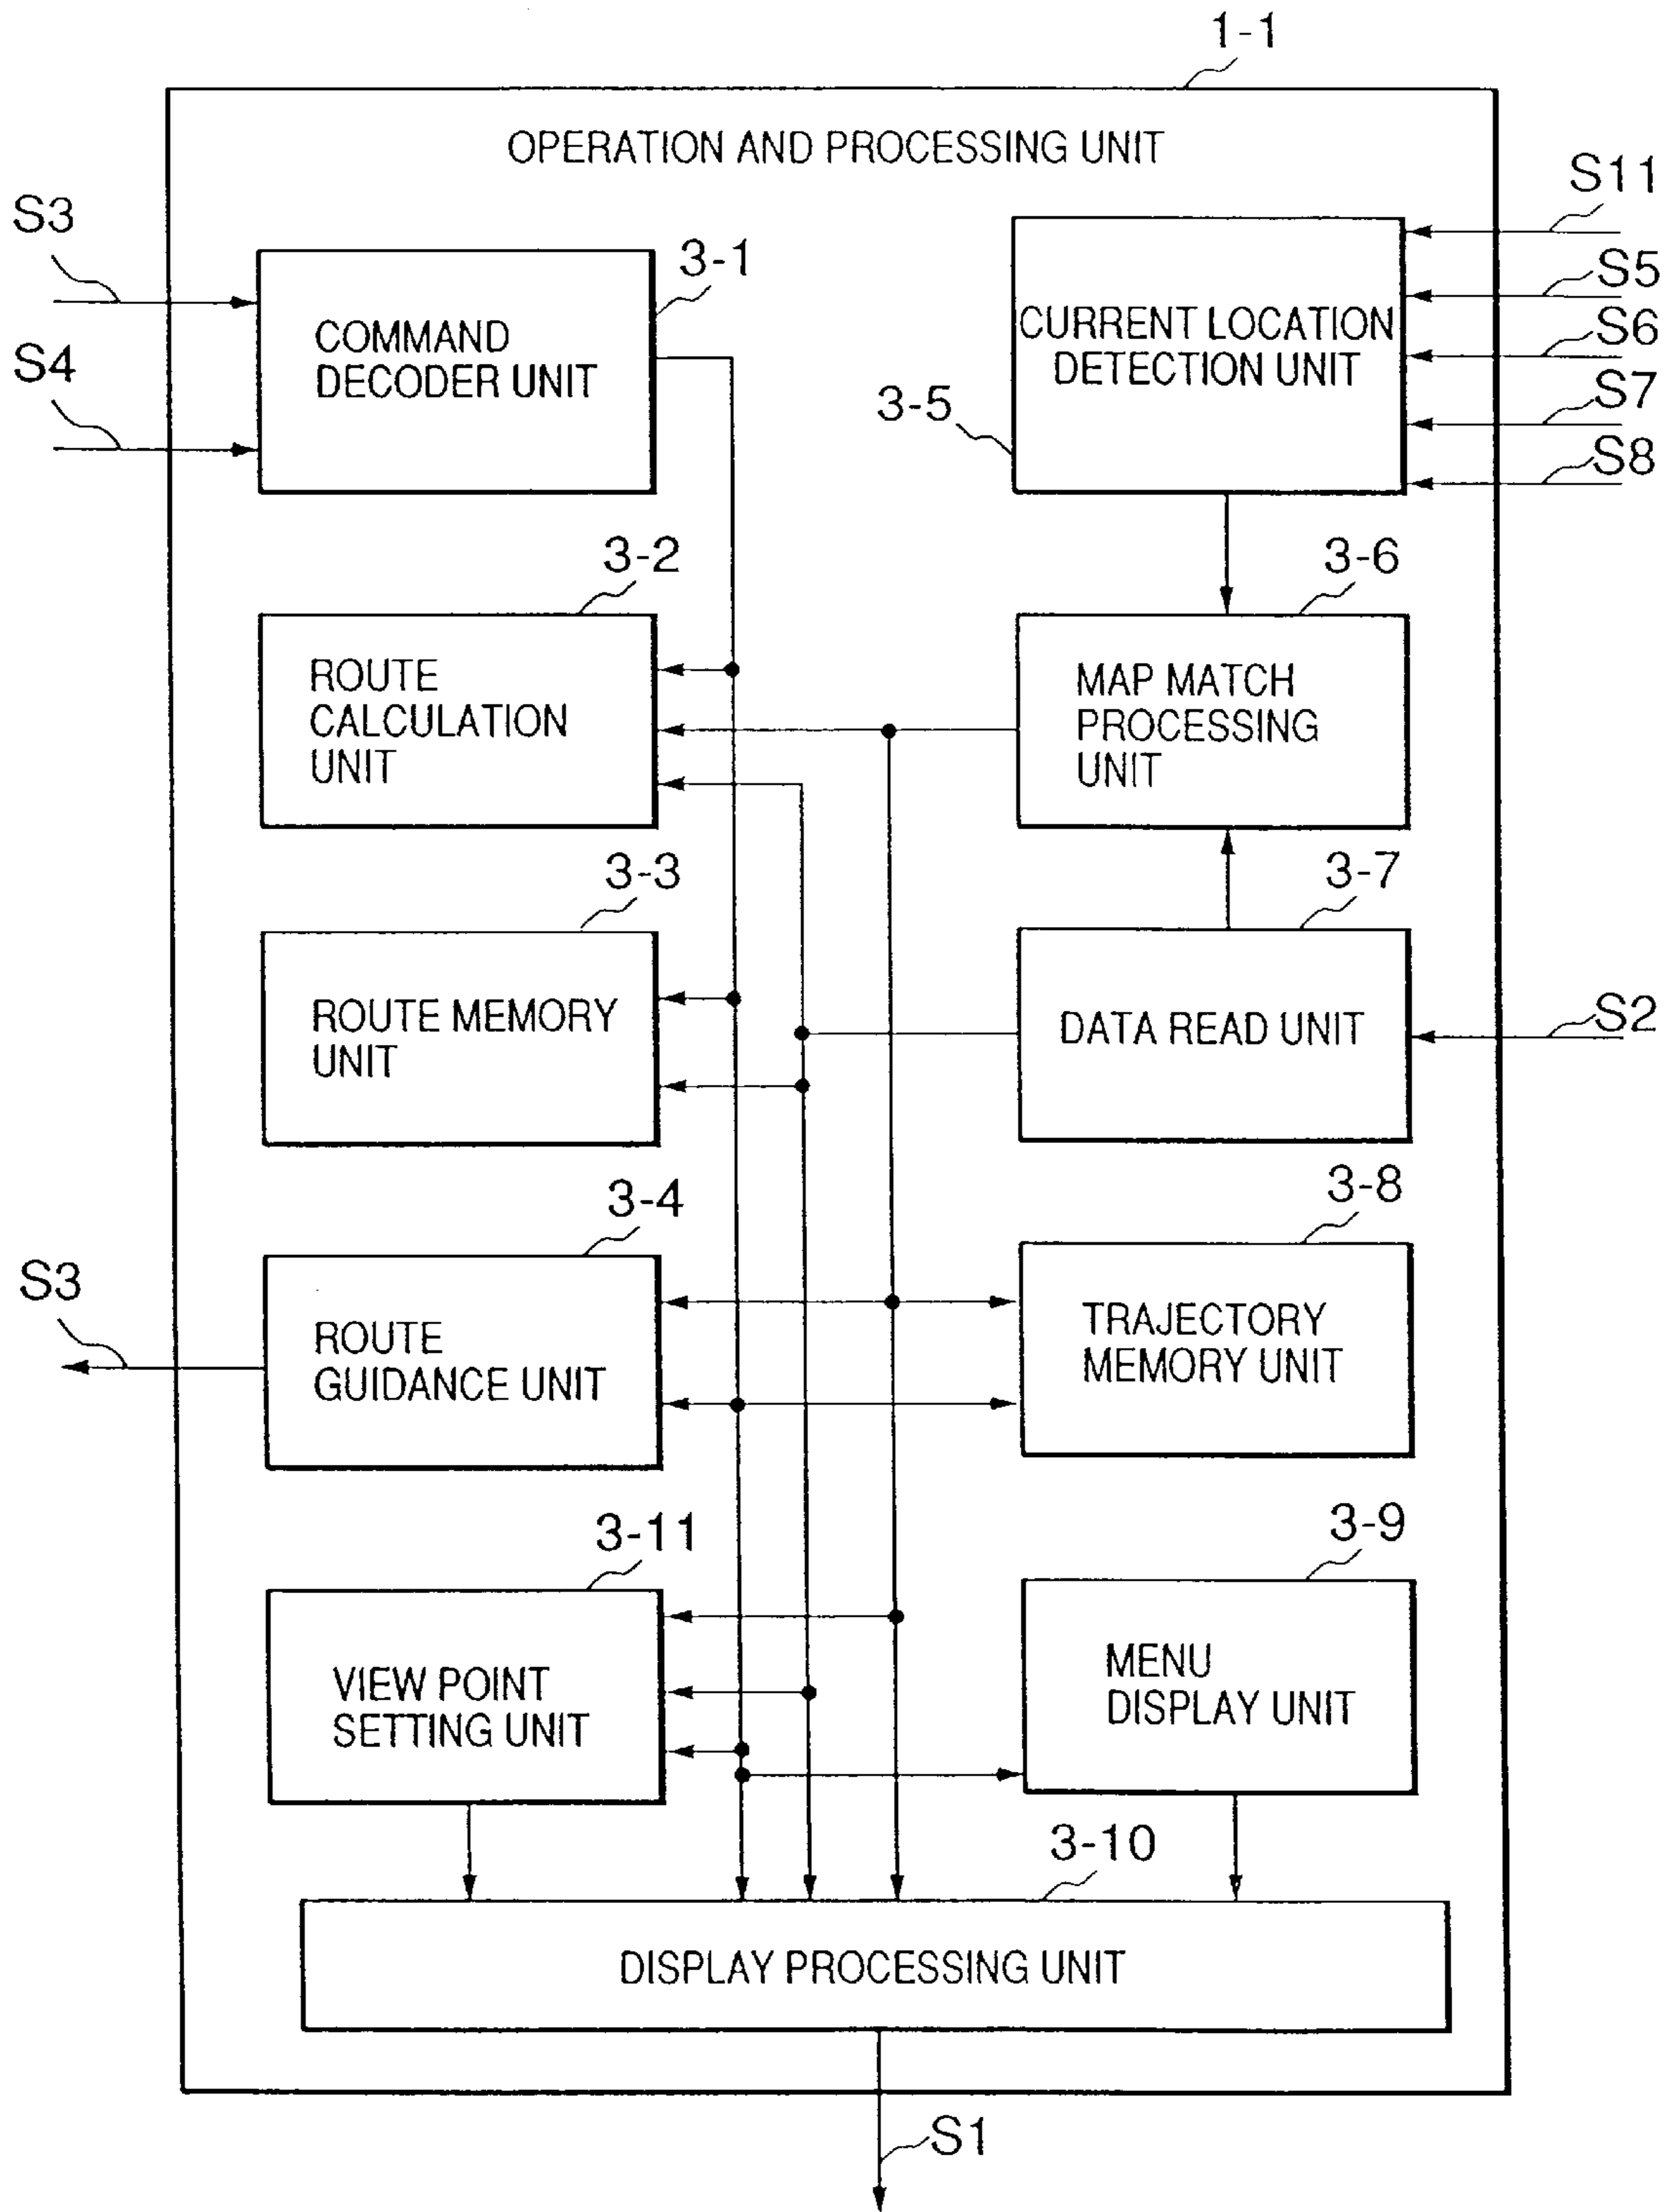 1-1
OPERATION AND PROCESSING UNIT
S3
S4
3-1
COMMAND
DECODER UNIT
S11
S5
S6
S7
S8
3-5
CURRENT LOCATION
DETECTION UNIT
3-2
ROUTE
CALCULATION
UNIT
3-6
MAP MATCH
PROCESSING
UNIT
3-3
ROUTE MEMORY
UNIT
3-7
DATA READ UNIT
S2
3-4
ROUTE
GUIDANCE UNIT
S3
3-8
TRAJECTORY
MEMORY UNIT
3-11
VIEW POINT
SETTING UNIT
3-9
MENU
DISPLAY UNIT
3-10
DISPLAY PROCESSING UNIT
S1